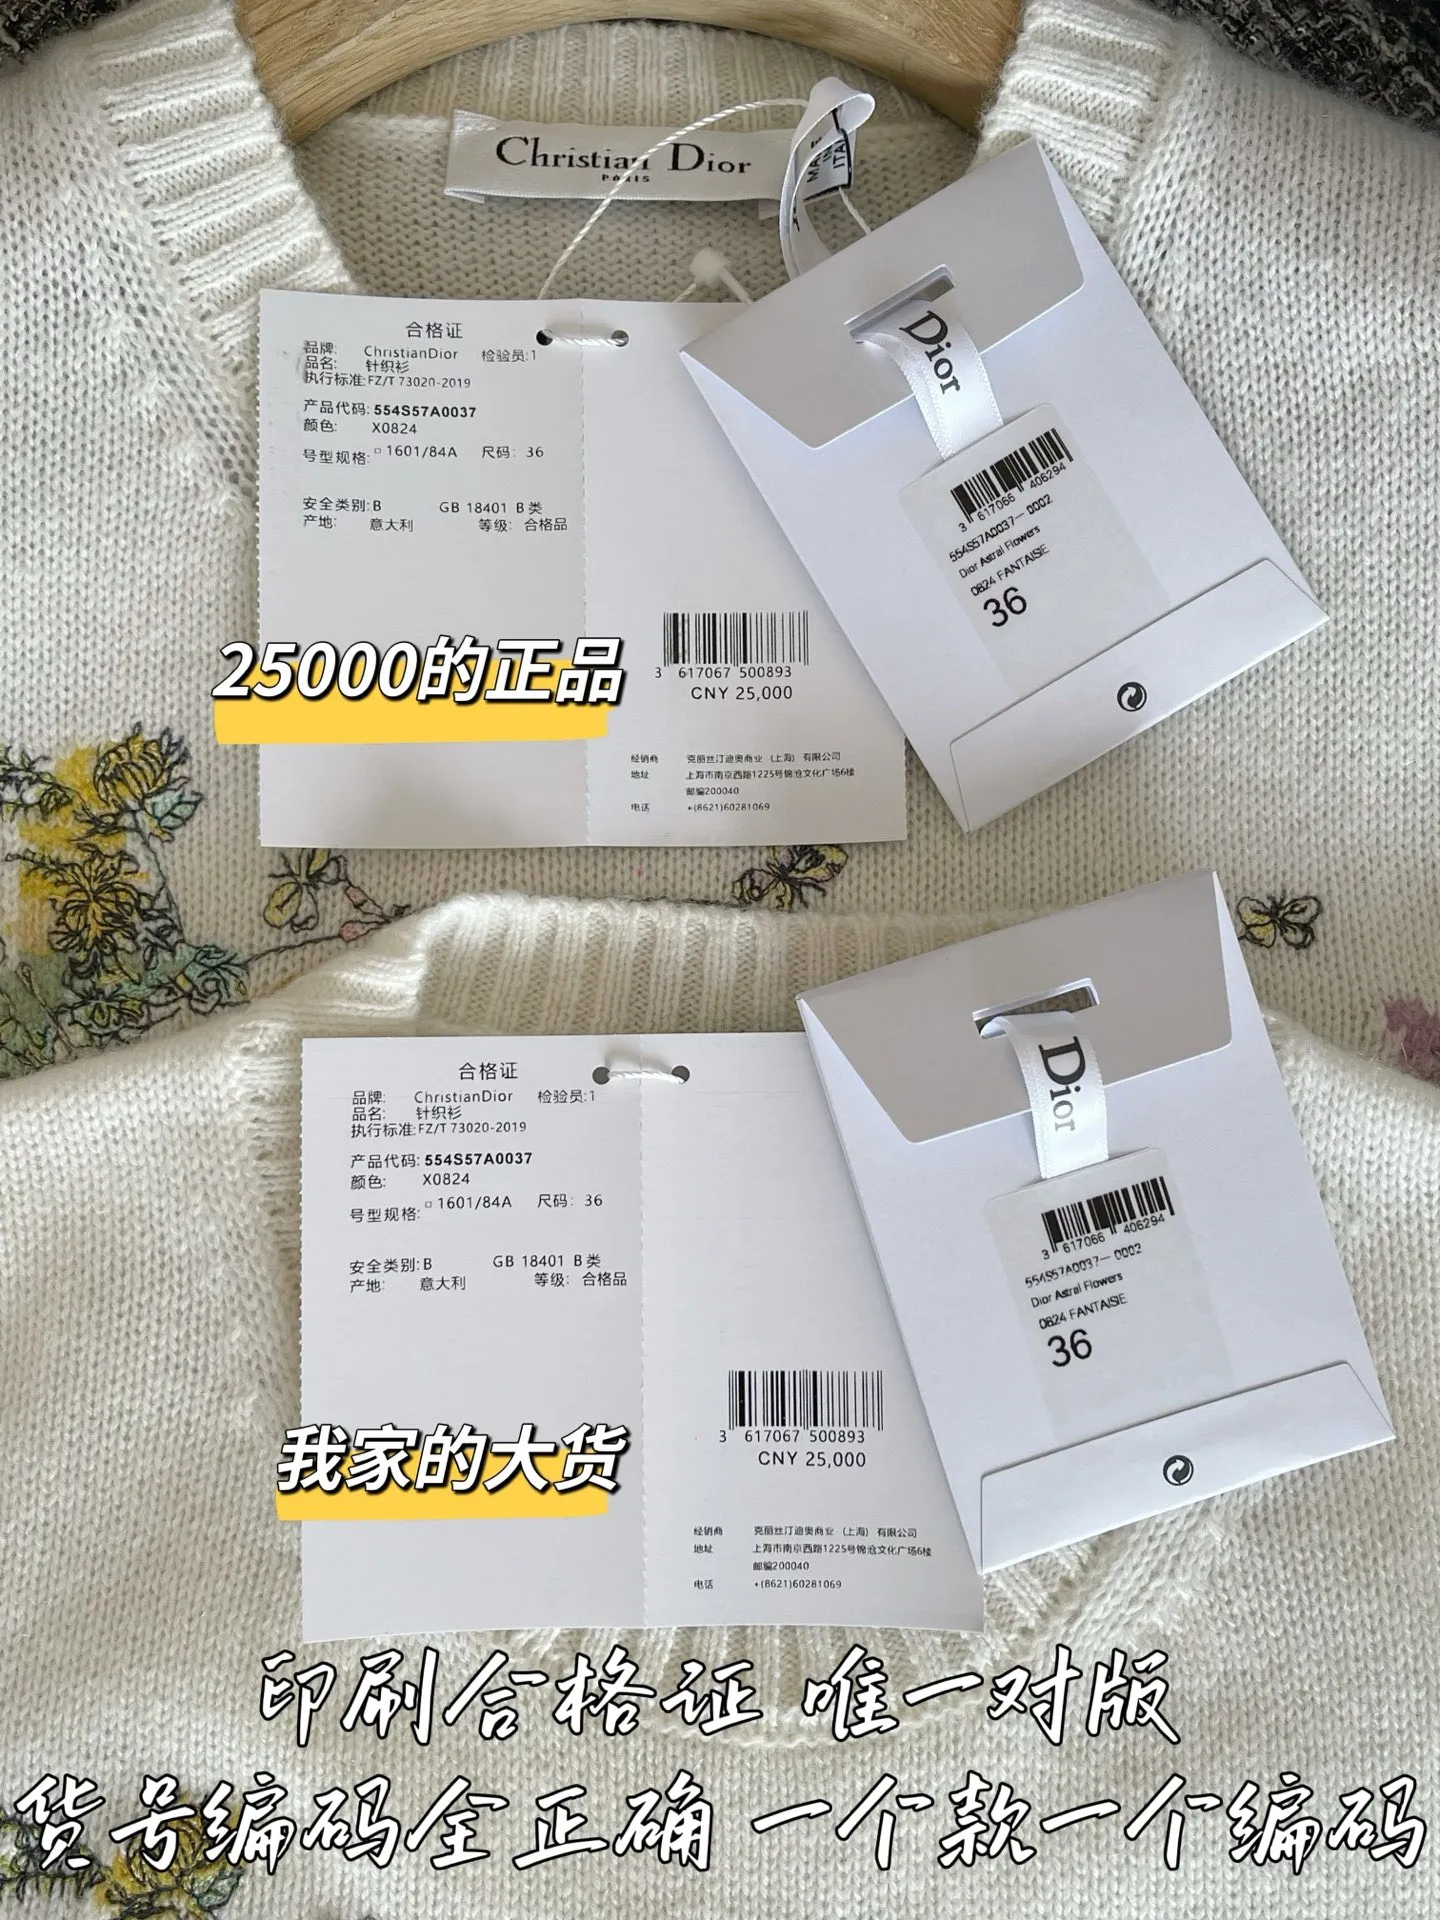 Christian Dior
PARIS
MADE
IN
ITALY
合格证
品牌: ChristianDior 检验员:1
品名: 针织衫
执行标准:FZ/T 73020-2019
产品代码:554S57A0037
颜色: X0824
号型规格:□1601/84A 尺码: 36
安全类别:B GB 18401 B类
产地: 意大利 等级: 合格品
3 617067 500893
CNY 25,000
经销商 克丽丝汀迪奥商业 (上海) 有限公司
地址 上海市南京西路1225号锦沧文化广场6楼
邮编200040
电话 +(8621)60281069
Dior
3 617066 406294
554S57A0037-0002
Dior Astral Flowers
0824 FANTAISIE
36
25000的正品
合格证
品牌: ChristianDior 检验员:1
品名: 针织衫
执行标准:FZ/T 73020-2019
产品代码:554S57A0037
颜色: X0824
号型规格:□1601/84A 尺码: 36
安全类别:B GB 18401 B类
产地: 意大利 等级: 合格品
3 617067 500893
CNY 25,000
经销商 克丽丝汀迪奥商业 (上海) 有限公司
地址 上海市南京西路1225号锦沧文化广场6楼
邮编200040
电话 +(8621)60281069
Dior
3 617066 406294
554S57A0037-0002
Dior Astral Flowers
0824 FANTAISIE
36
我家的大货
印刷合格证 唯一对版
货号编码全正确 一个款一个编码